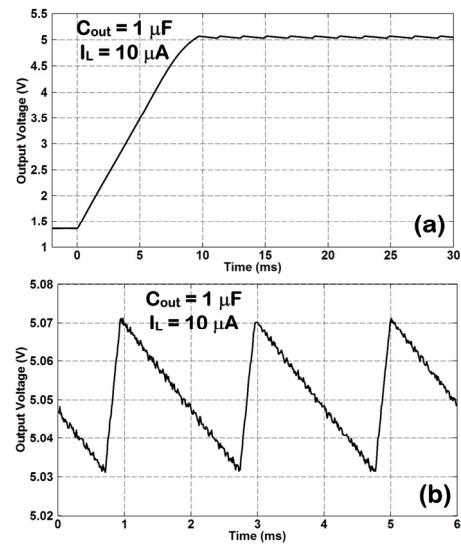 5.5
5
4.5
4
3.5
3
2.5
2
1.5
1
Output Voltage (V)
Cout = 1 µF
IL = 10 µA
(a)
0 5 10 15 20 25 30
Time (ms)
5.08
5.07
5.06
5.05
5.04
5.03
5.02
Output Voltage (V)
Cout = 1 µF
IL = 10 µA
(b)
0 1 2 3 4 5 6
Time (ms)